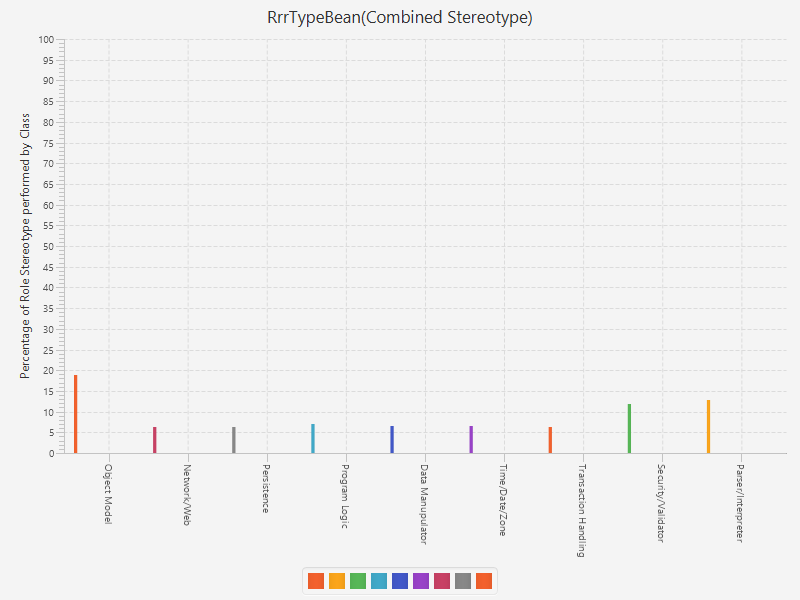 RrrTypeBean(Combined Stereotype)
Percentage of Role Stereotype performed by Class
100
95
90
85
80
75
70
65
60
55
50
45
40
35
30
25
20
15
10
5
0
Object Model
Network/Web
Persistence
Program Logic
Data Manupulator
Time/Date/Zone
Transaction Handling
Security/Validator
Parser/Interpreter